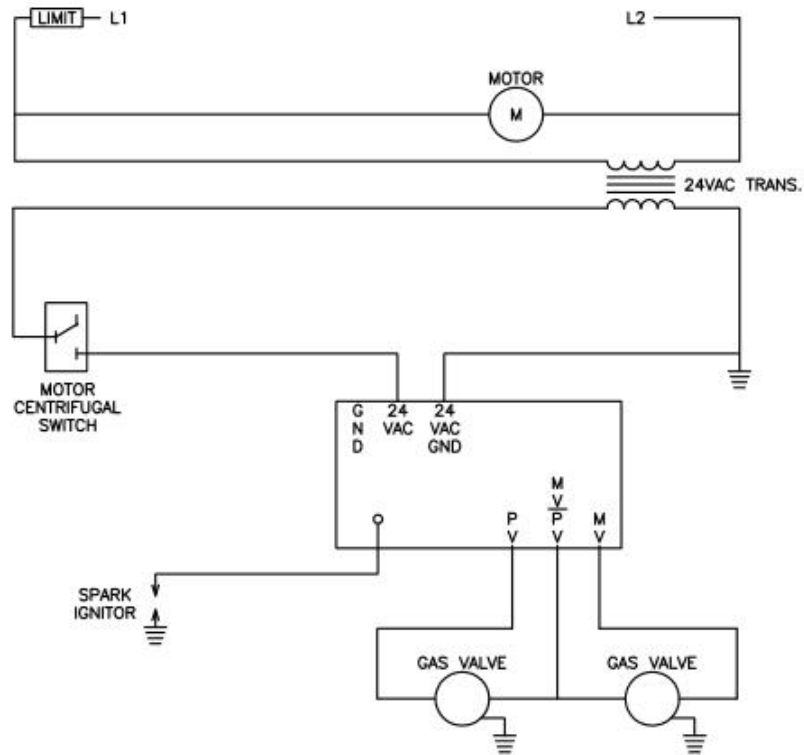 LIMIT L1
L2
MOTOR
M
24VAC TRANS.
MOTOR
CENTRIFUGAL
SWITCH
G
N
D
24
VAC
24
VAC
GND
P
V
M
V
P
V
M
V
SPARK
IGNITOR
GAS VALVE
GAS VALVE